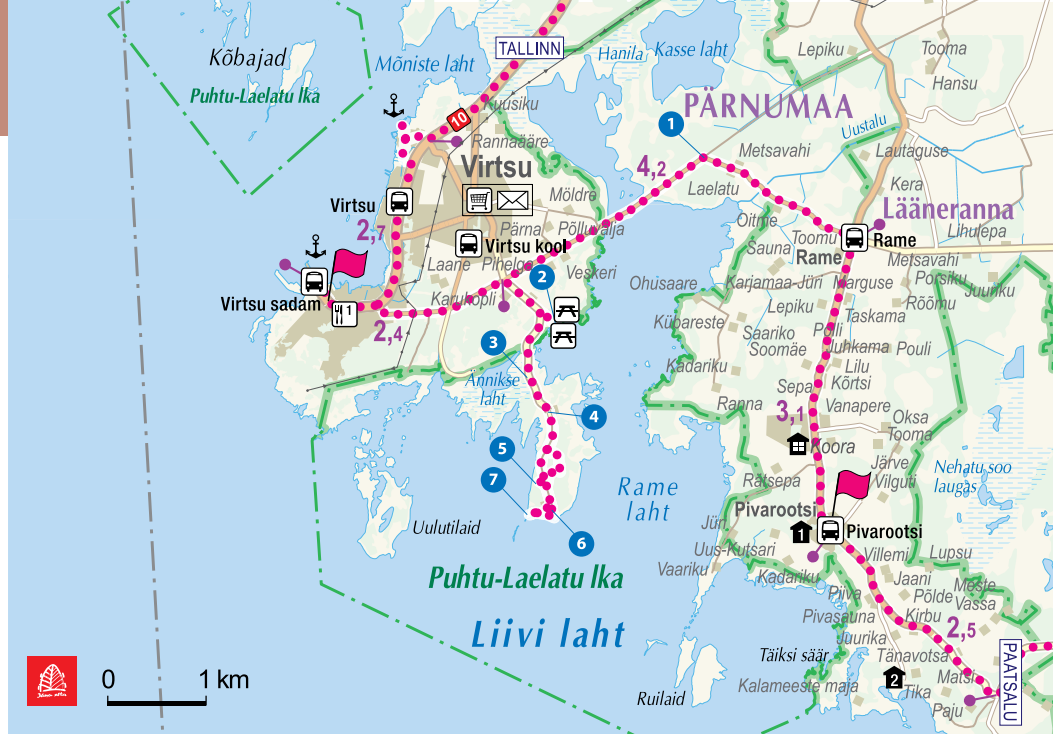 Kõbajad
Puhtu-Laelatu lka
Mõniste laht
TALLINN
Hanila
Kasse laht
Lepiku
Tooma
Hansu
Kuusiku
10
Rannaääre
PÄRNUMAA
1
Uustalu
Metsavahi
Lautaguse
Virtsu
4,2
Laelatu
Kera
Möldre
Lääneranna
Virtsu
2,7
Pärna
Põlluvälja
Oitme
Toomu
Rame
Lihulepa
Virtsu kool
Sauna
Rame
Metsavahi
Laane
Pihelga
2
Veskeri
Ohusaare
Karjamaa-Jüri
Marguse
Porsiku
Juuriku
Virtsu sadam
1
Karuhopli
Lepiku
Taskama
Rõõmu
2,4
Kübareste
Saariko
Soomäe
Polli
Juhkama
Pouli
3
Kadariku
Lilu
Kõrtsi
Ännikse
laht
Sepa
Ranna
3,1
Vanapere
4
Oksa
Tooma
Koora
5
Järve
Vilguti
Nehatu soo
laugas
7
Rame
laht
Rätsepa
Uulutilaid
Pivarootsi
Jüri
1
Pivarootsi
6
Uus-Kutsari
Villemi
Lupsu
Vaariku
Kadariku
Jaani
Meste
Puhtu-Laelatu lka
Piiva
Põlde
Vassa
Kirbu
Pivasauna
2,5
Liivi laht
Juurika
Täiksi säär
Tänavotsa
PAATSALU
Matsi
0
1 km
Kalameeste maja
2
Tika
Ruilaid
Paju